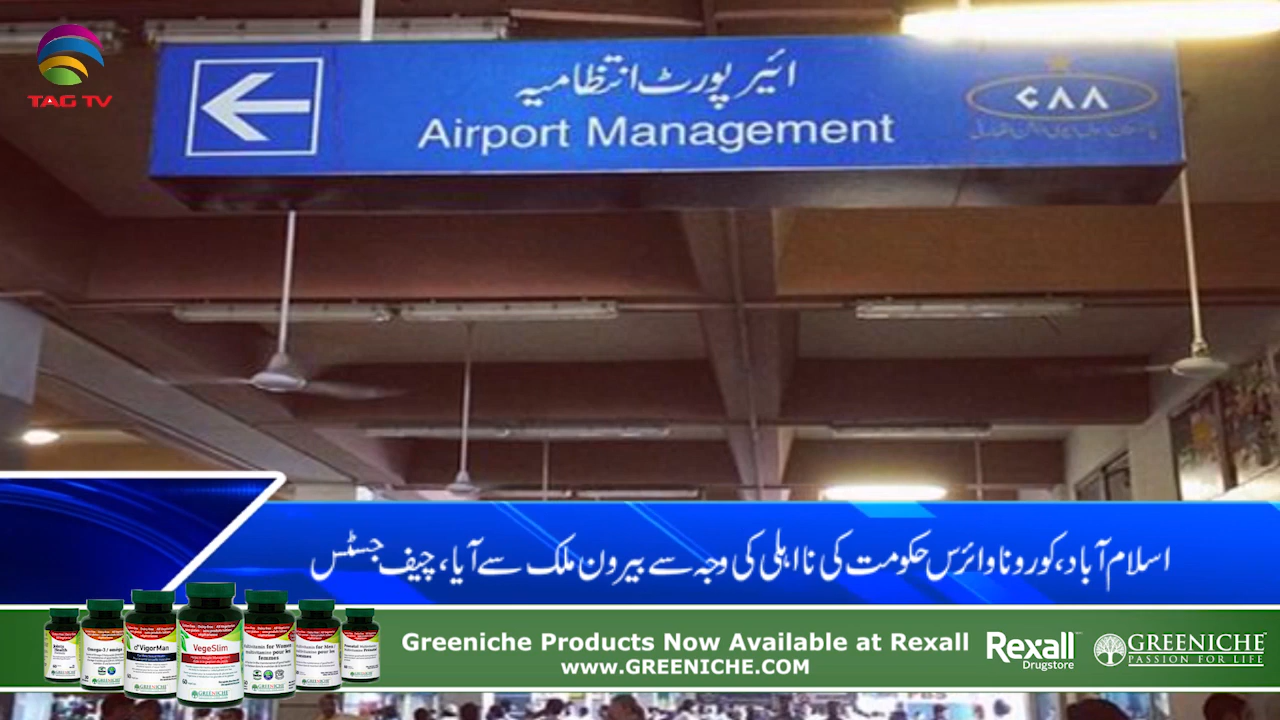 TAG TV
ائیرپورٹ انتظامیہ
Airport Management
CAA
اسلام آباد، کورونا وائرس حکومت کی نااہلی کی وجہ سے بیرون ملک سے آیا، چیف جسٹس
VigorMan
VegeSlim
GREENICHE
Greeniche Products Now Available at Rexall
www.GREENICHE.COM
Rexall
Drugstore
GREENICHE
PASSION FOR LIFE